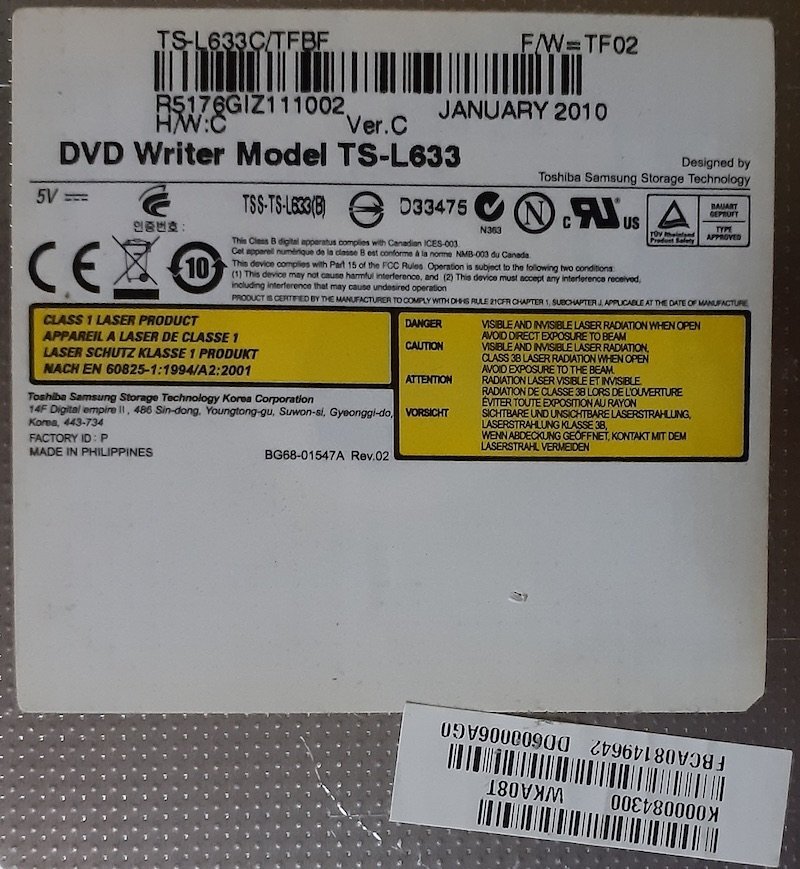 TS-L633C/TFBF F/W=TF02
R5176GIZ111002 JANUARY 2010
H/W:C Ver.C
DVD Writer Model TS-L633
Designed by
Toshiba Samsung Storage Technology
5V
TSS-TS-L633(B) D33475 N363 N c RU US
TÜV Rheinland
Product Safety
BAUART
GEPRÜFT
TYPE
APPROVED
인증번호 :
CE 10
This Class B digital apparatus complies with Canadian ICES-003.
Cet appareil numérique de la classe B est conforme à la norme NMB-003 du Canada.
This device complies with Part 15 of the FCC Rules. Operation is subject to the following two conditions:
(1) This device may not cause harmful interference, and (2) This device must accept any interference received,
including interference that may cause undesired operation
PRODUCT IS CERTIFIED BY THE MANUFACTURER TO COMPLY WITH DHHS RULE 21CFR CHAPTER 1, SUBCHAPTER J, APPLICABLE AT THE DATE OF MANUFACTURE.
CLASS 1 LASER PRODUCT
APPAREIL A LASER DE CLASSE 1
LASER SCHUTZ KLASSE 1 PRODUKT
NACH EN 60825-1:1994/A2:2001
DANGER VISIBLE AND INVISIBLE LASER RADIATION WHEN OPEN
AVOID DIRECT EXPOSURE TO BEAM
CAUTION VISIBLE AND INVISIBLE LASER RADIATION,
CLASS 3B LASER RADIATION WHEN OPEN
AVOID EXPOSURE TO THE BEAM.
ATTENTION RADIATION LASER VISIBLE ET INVISIBLE.
RADIATION DE CLASSE 3B LORS DE L'OUVERTURE
ÉVITER TOUTE EXPOSITION AU RAYON
VORSICHT SICHTBARE UND UNSICHTBARE LASERSTRAHLUNG,
LASERSTRAHLUNG KLASSE 3B,
WENN ABDECKUNG GEÖFFNET, KONTAKT MIT DEM
LASERSTRAHL VERMEIDEN
Toshiba Samsung Storage Technology Korea Corporation
14F Digital empire II, 486 Sin-dong, Youngtong-gu, Suwon-si, Gyeonggi-do,
Korea, 443-734
FACTORY ID : P
MADE IN PHILIPPINES
BG68-01547A Rev.02
K000084300 WKA08T
FBCA08149642 DD600006AG0